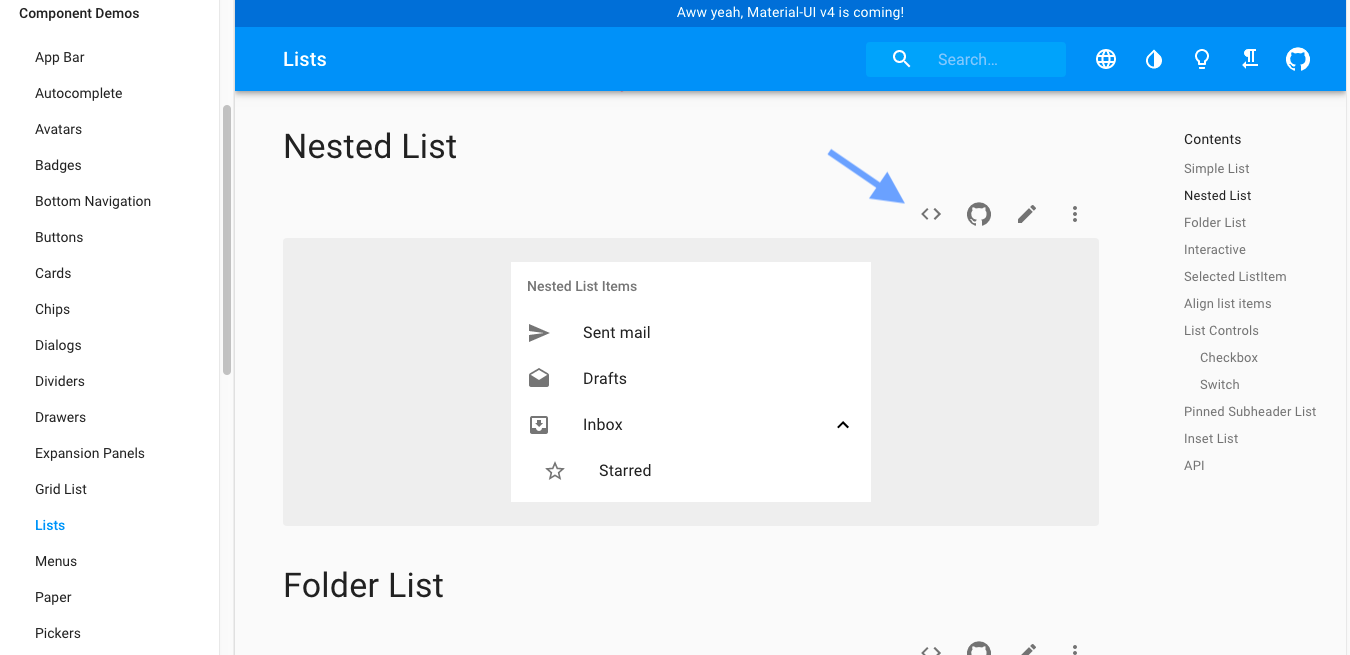 Component Demos
App Bar
Autocomplete
Avatars
Badges
Bottom Navigation
Buttons
Cards
Chips
Dialogs
Dividers
Drawers
Expansion Panels
Grid List
Lists
Menus
Paper
Pickers
Aww yeah, Material-UI v4 is coming!
Lists
Search…
Nested List
Nested List Items
Sent mail
Drafts
Inbox
Starred
Folder List
Contents
Simple List
Nested List
Folder List
Interactive
Selected ListItem
Align list items
List Controls
Checkbox
Switch
Pinned Subheader List
Inset List
API